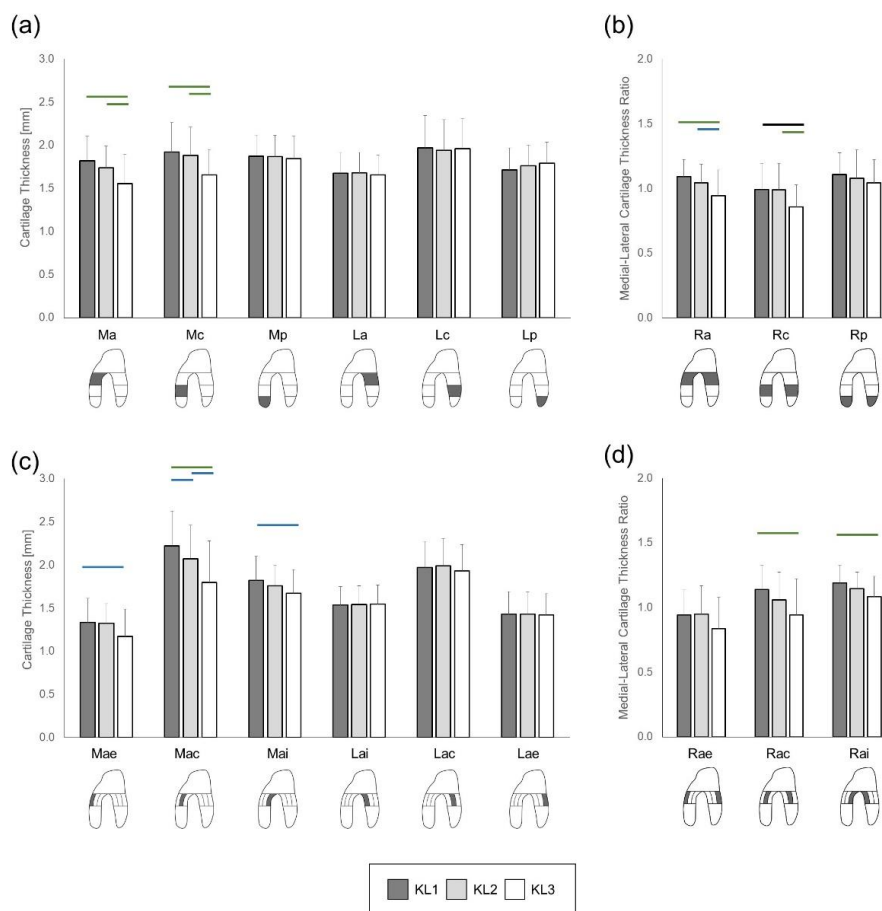 (a)
3.0
2.5
2.0
1.5
1.0
0.5
0.0
Cartilage Thickness [mm]
Ma Mc Mp La Lc Lp
(b)
2.0
1.5
1.0
0.5
0.0
Medial-Lateral Cartilage Thickness Ratio
Ra Rc Rp
(c)
3.0
2.5
2.0
1.5
1.0
0.5
0.0
Cartilage Thickness [mm]
Mae Mac Mai Lai Lac Lae
(d)
2.0
1.5
1.0
0.5
0.0
Medial-Lateral Cartilage Thickness Ratio
Rae Rac Rai
KL1 KL2 KL3